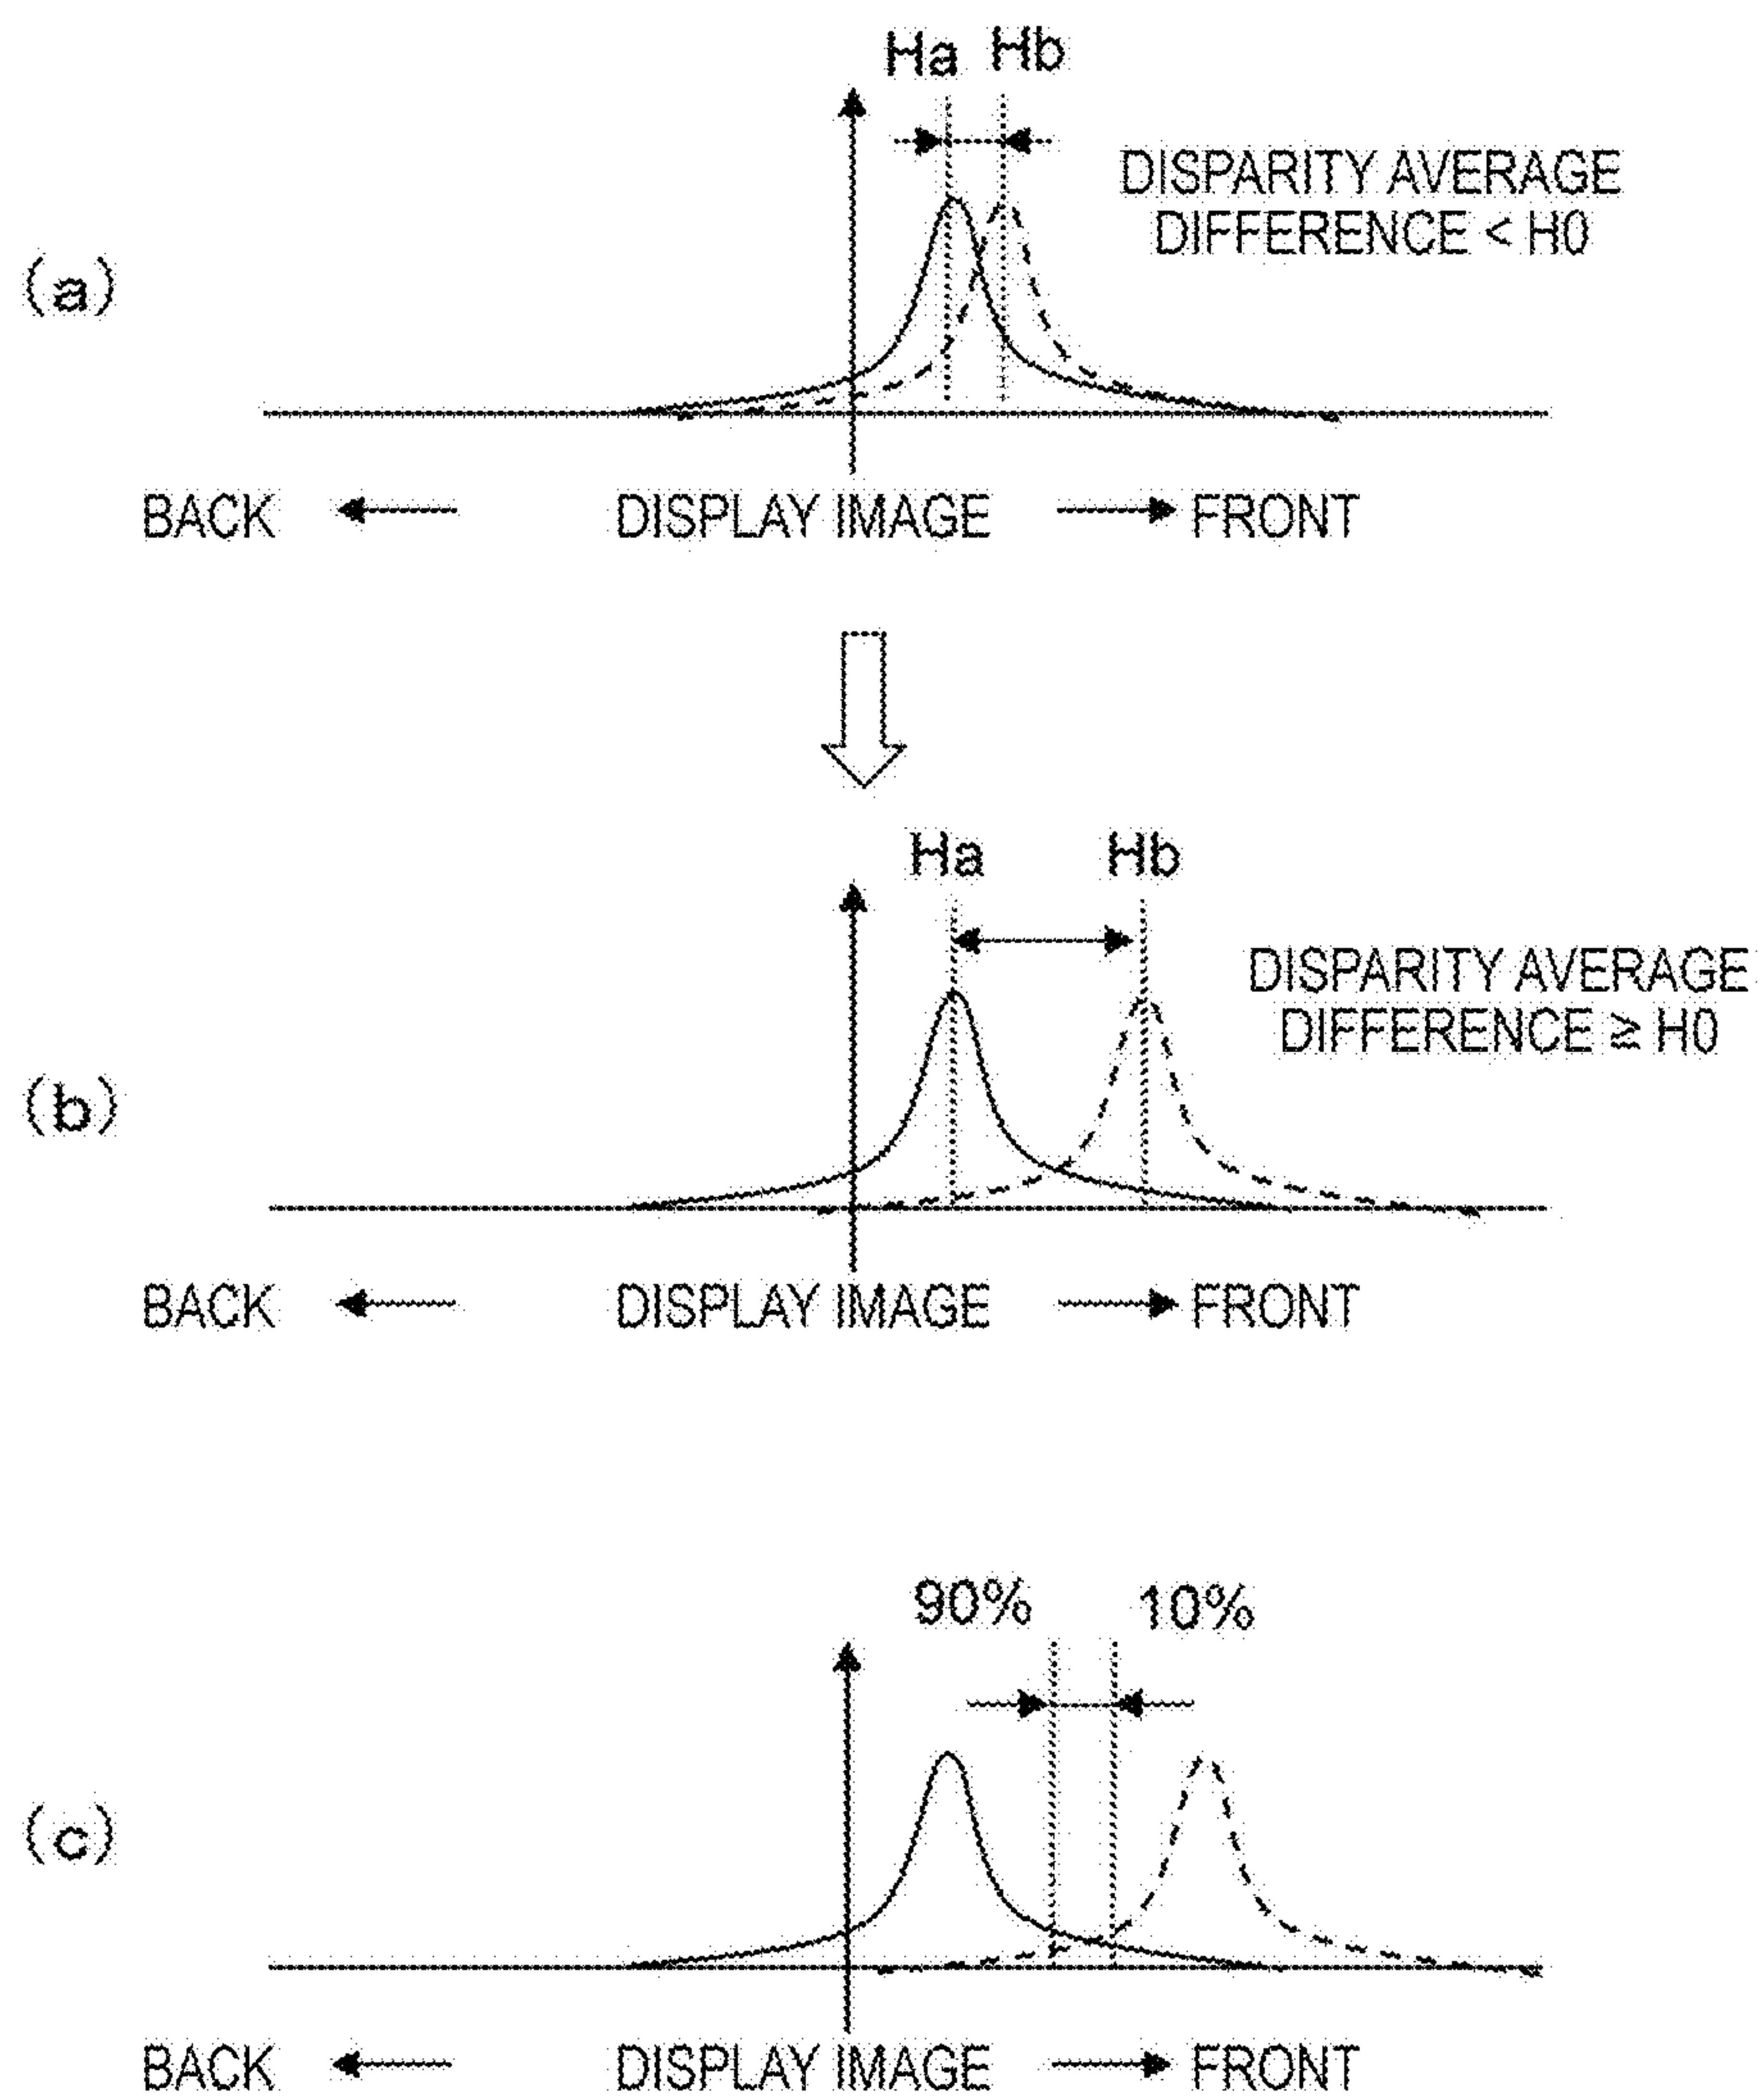 Ha Hb
DISPARITY AVERAGE
DIFFERENCE < H0
(a)
BACK DISPLAY IMAGE FRONT
Ha Hb
DISPARITY AVERAGE
DIFFERENCE ≧ H0
(b)
BACK DISPLAY IMAGE FRONT
90% 10%
(c)
BACK DISPLAY IMAGE FRONT